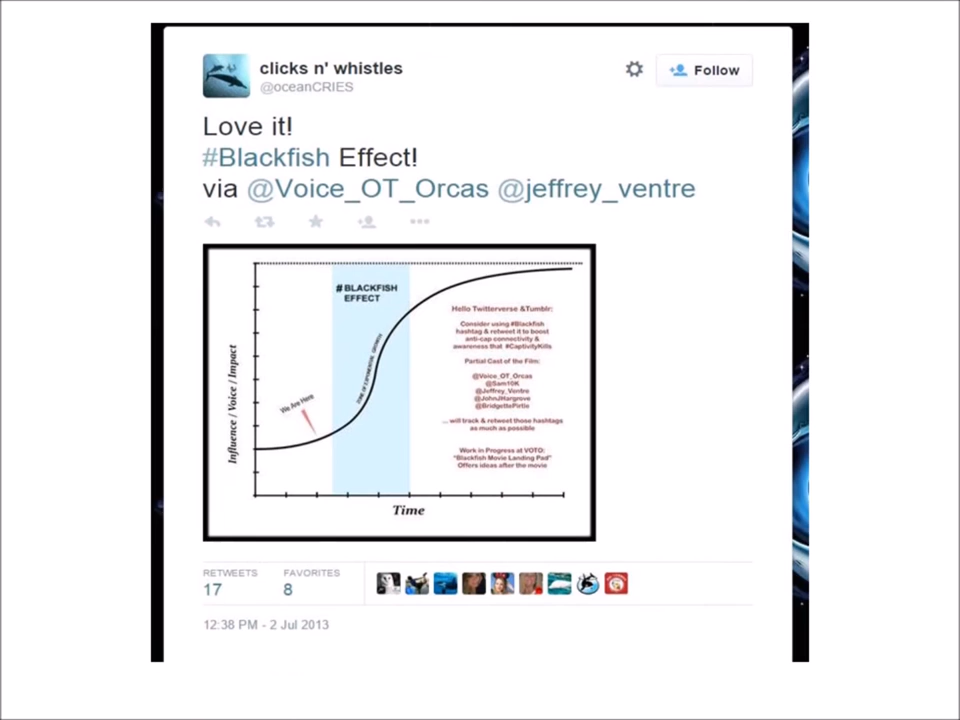 clicks n' whistles
@oceanCRIES
Follow
Love it!
#Blackfish Effect!
via @Voice_OT_Orcas @jeffrey_ventre
#BLACKFISH
EFFECT
ZONE OF EXPONENTIAL GROWTH
We Are Here
Influence / Voice / Impact
Time
Hello Twitterverse &Tumblr:
Consider using #Blackfish
hashtag & retweet it to boost
anti-cap connectivity &
awareness that #CaptivityKills
Partial Cast of the Film:
@Voice_OT_Orcas
@Sam10K
@Jeffrey_Ventre
@JohnJHargrove
@BridgettePirtle
... will track & retweet those hashtags
as much as possible
Work in Progress at VOTO:
"Blackfish Movie Landing Pad"
Offers ideas after the movie
RETWEETS
17
FAVORITES
8
12:38 PM - 2 Jul 2013